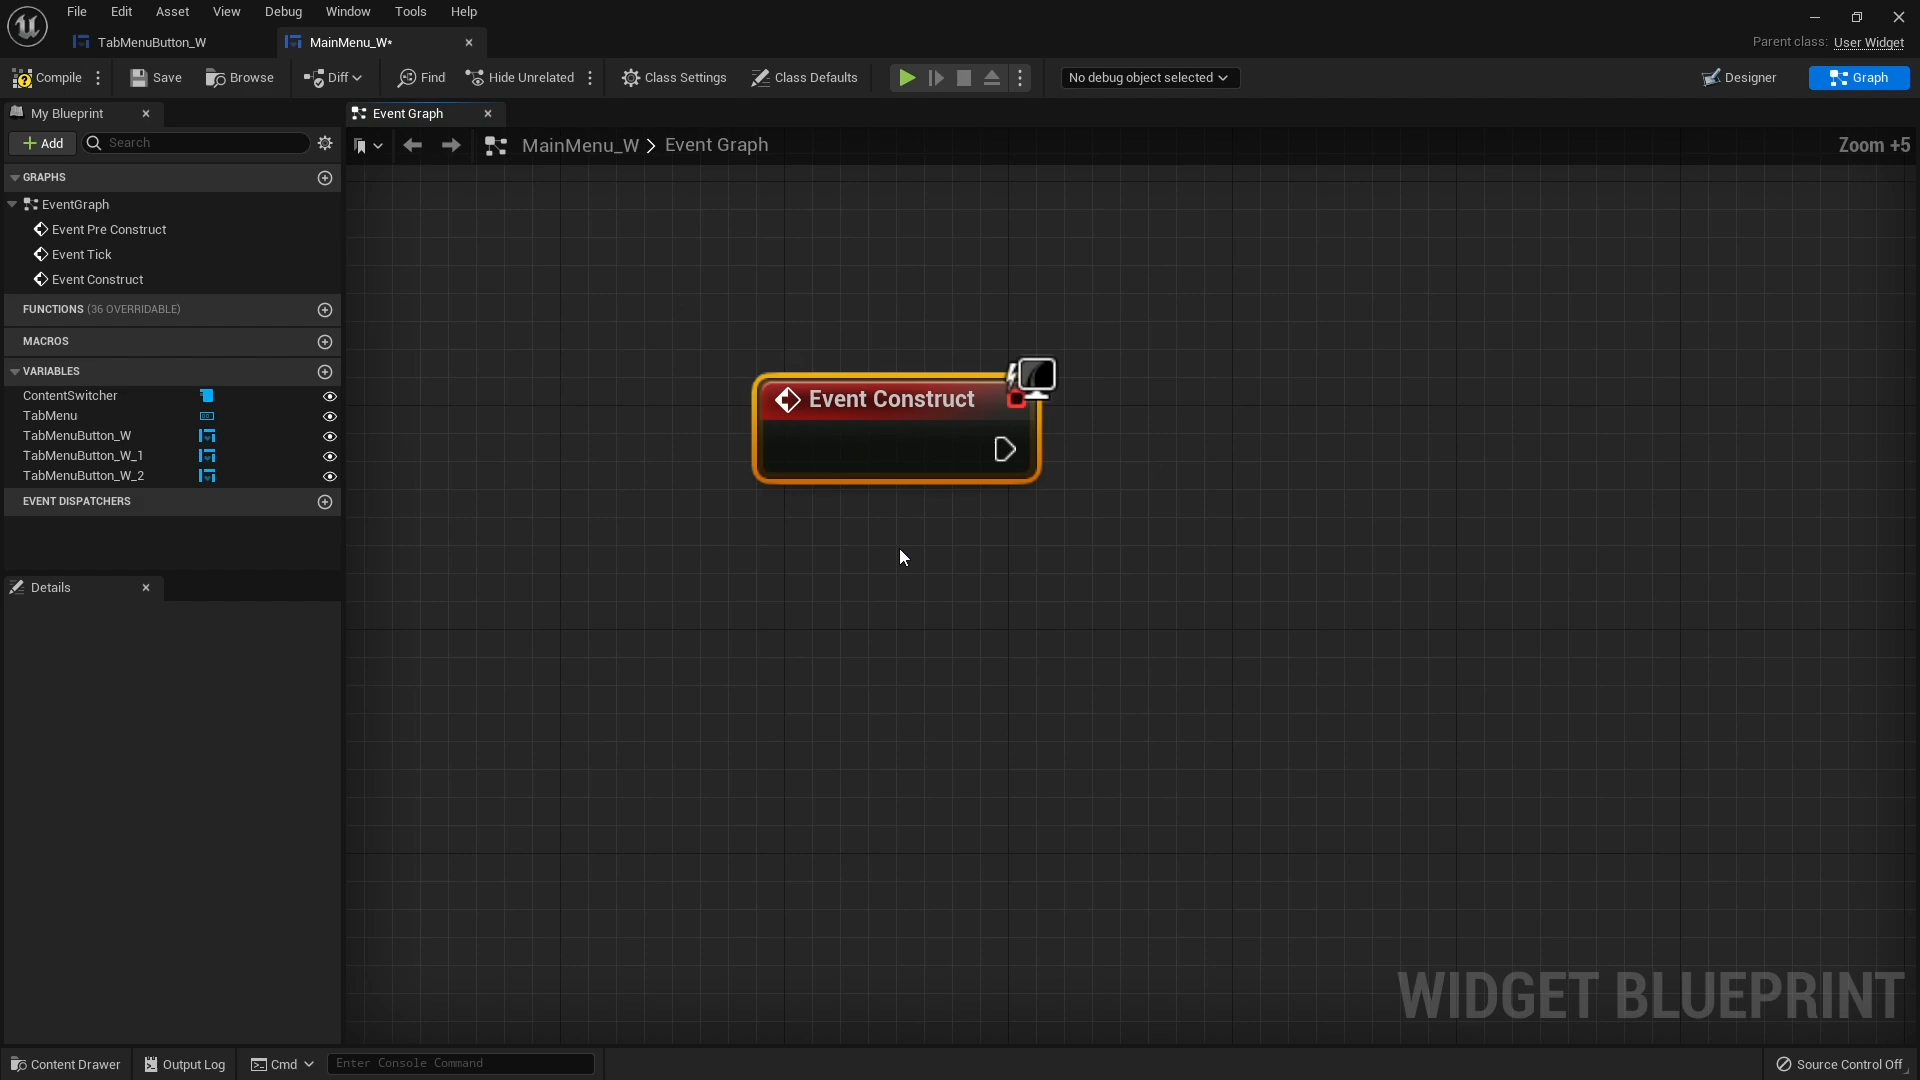 File Edit Asset View Debug Window Tools Help
TabMenuButton_W
MainMenu_W*
Parent class: User Widget
Compile
Save
Browse
Diff
Find
Hide Unrelated
Class Settings
Class Defaults
No debug object selected
Designer
Graph
My Blueprint
Event Graph
Add
Search
MainMenu_W > Event Graph
Zoom +5
GRAPHS
EventGraph
Event Pre Construct
Event Tick
Event Construct
FUNCTIONS (36 OVERRIDABLE)
MACROS
VARIABLES
ContentSwitcher
TabMenu
TabMenuButton_W
TabMenuButton_W_1
TabMenuButton_W_2
EVENT DISPATCHERS
Details
Event Construct
WIDGET BLUEPRINT
Content Drawer
Output Log
Cmd
Enter Console Command
Source Control Off